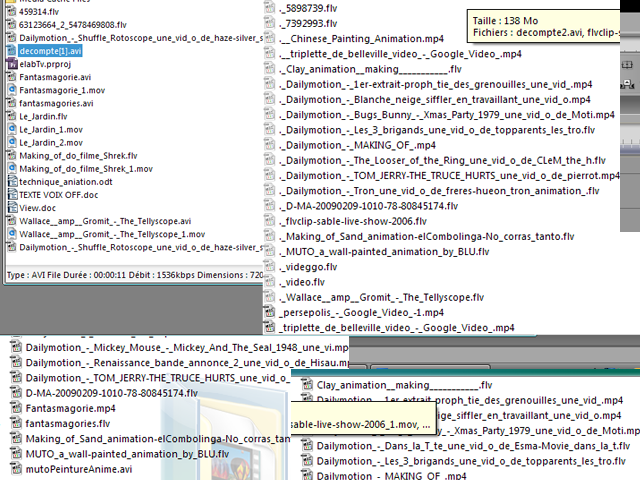 Media Cache Files
459314.flv
63123664_2_5478469808.flv
Dailymotion_-_Shuffle_Rotoscope_une_vid_o_de_haze-silver_s
decompte[1].avi
elabTv.prproj
Fantasmagorie.avi
Fantasmagorie_1.mov
fantasmagories.avi
Le_Jardin.flv
Le_Jardin_1.mov
Le_Jardin_2.mov
Making_of_do_filme_Shrek.flv
Making_of_do_filme_Shrek_1.mov
technique_aniation.odt
TEXTE VOIX OFF.doc
View.doc
Wallace__amp__Gromit_-_The_Tellyscope.avi
Wallace__amp__Gromit_-_The_Tellyscope_1.mov
Dailymotion_-_Shuffle_Rotoscope_une_vid_o_de_haze-silver_s
Type : AVI File Durée : 00:00:11 Débit : 1536kbps Dimensions : 720
._5898739.flv
._7392993.flv
.__Chinese_Painting_Animation.mp4
.__triplette_de_belleville_video_-_Google_Video_.mp4
._Clay_animation__making___________.flv
._Dailymotion_-_1er-extrait-proph_tie_des_grenouilles_une_vid_.mp4
._Dailymotion_-_Blanche_neige_siffler_en_travaillant_une_vid_o.mp4
._Dailymotion_-_Bugs_Bunny_-_Xmas_Party_1979_une_vid_o_de_Moti.mp4
._Dailymotion_-_Les_3_brigands_une_vid_o_de_topparents_les_tro.flv
._Dailymotion_-_MAKING_OF_.mp4
._Dailymotion_-_The_Looser_of_the_Ring_une_vid_o_de_CLeM_the_h.flv
._Dailymotion_-_TOM_JERRY-THE_TRUCE_HURTS_une_vid_o_de_pierrot.mp4
._Dailymotion_-_Tron_une_vid_o_de_freres-hueon_tron_animation_.flv
._D-MA-20090209-1010-78-80845174.flv
._flvclip-sable-live-show-2006.flv
._Making_of_Sand_animation-elCombolinga-No_corras_tanto.flv
._MUTO_a_wall-painted_animation_by_BLU.flv
._videggo.flv
._video.flv
._Wallace__amp__Gromit_-_The_Tellyscope.flv
_persepolis_-_Google_Video_-1.mp4
_triplette_de_belleville_video_-_Google_Video_.mp4
Taille : 138 Mo
Fichiers : decompte2.avi, flvclip-s
Dailymotion_-_Mickey_Mouse_-_Mickey_And_The_Seal_1948_une_vi.mp
Dailymotion_-_Renaissance_bande_annonce_2_une_vid_o_de_Hisau.m
Dailymotion_-_TOM_JERRY-THE_TRUCE_HURTS_une_vid_o_
D-MA-20090209-1010-78-80845174.flv
Fantasmagorie.mp4
fantasmagories.flv
Making_of_Sand_animation-elCombolinga-No_corras_tan
MUTO_a_wall-painted_animation_by_BLU.flv
mutoPeintureAnime.avi
Clay_animation__making___________.flv
Dailymotion_-_1er-extrait-proph_tie_des_grenouilles_une_vid_.mp4
eige_siffler_en_travaillant_une_vid_o.mp4
_-_Xmas_Party_1979_une_vid_o_de_Moti.mp4
sable-live-show-2006_1.mov, ...
Dailymotion_-_Dans_la_T_te_une_vid_o_de_Esma-Movie_dans_la_t.flv
Dailymotion_-_Les_3_brigands_une_vid_o_de_topparents_les_tro.flv
Dailymotion_-_MAKING_OF_.mp4